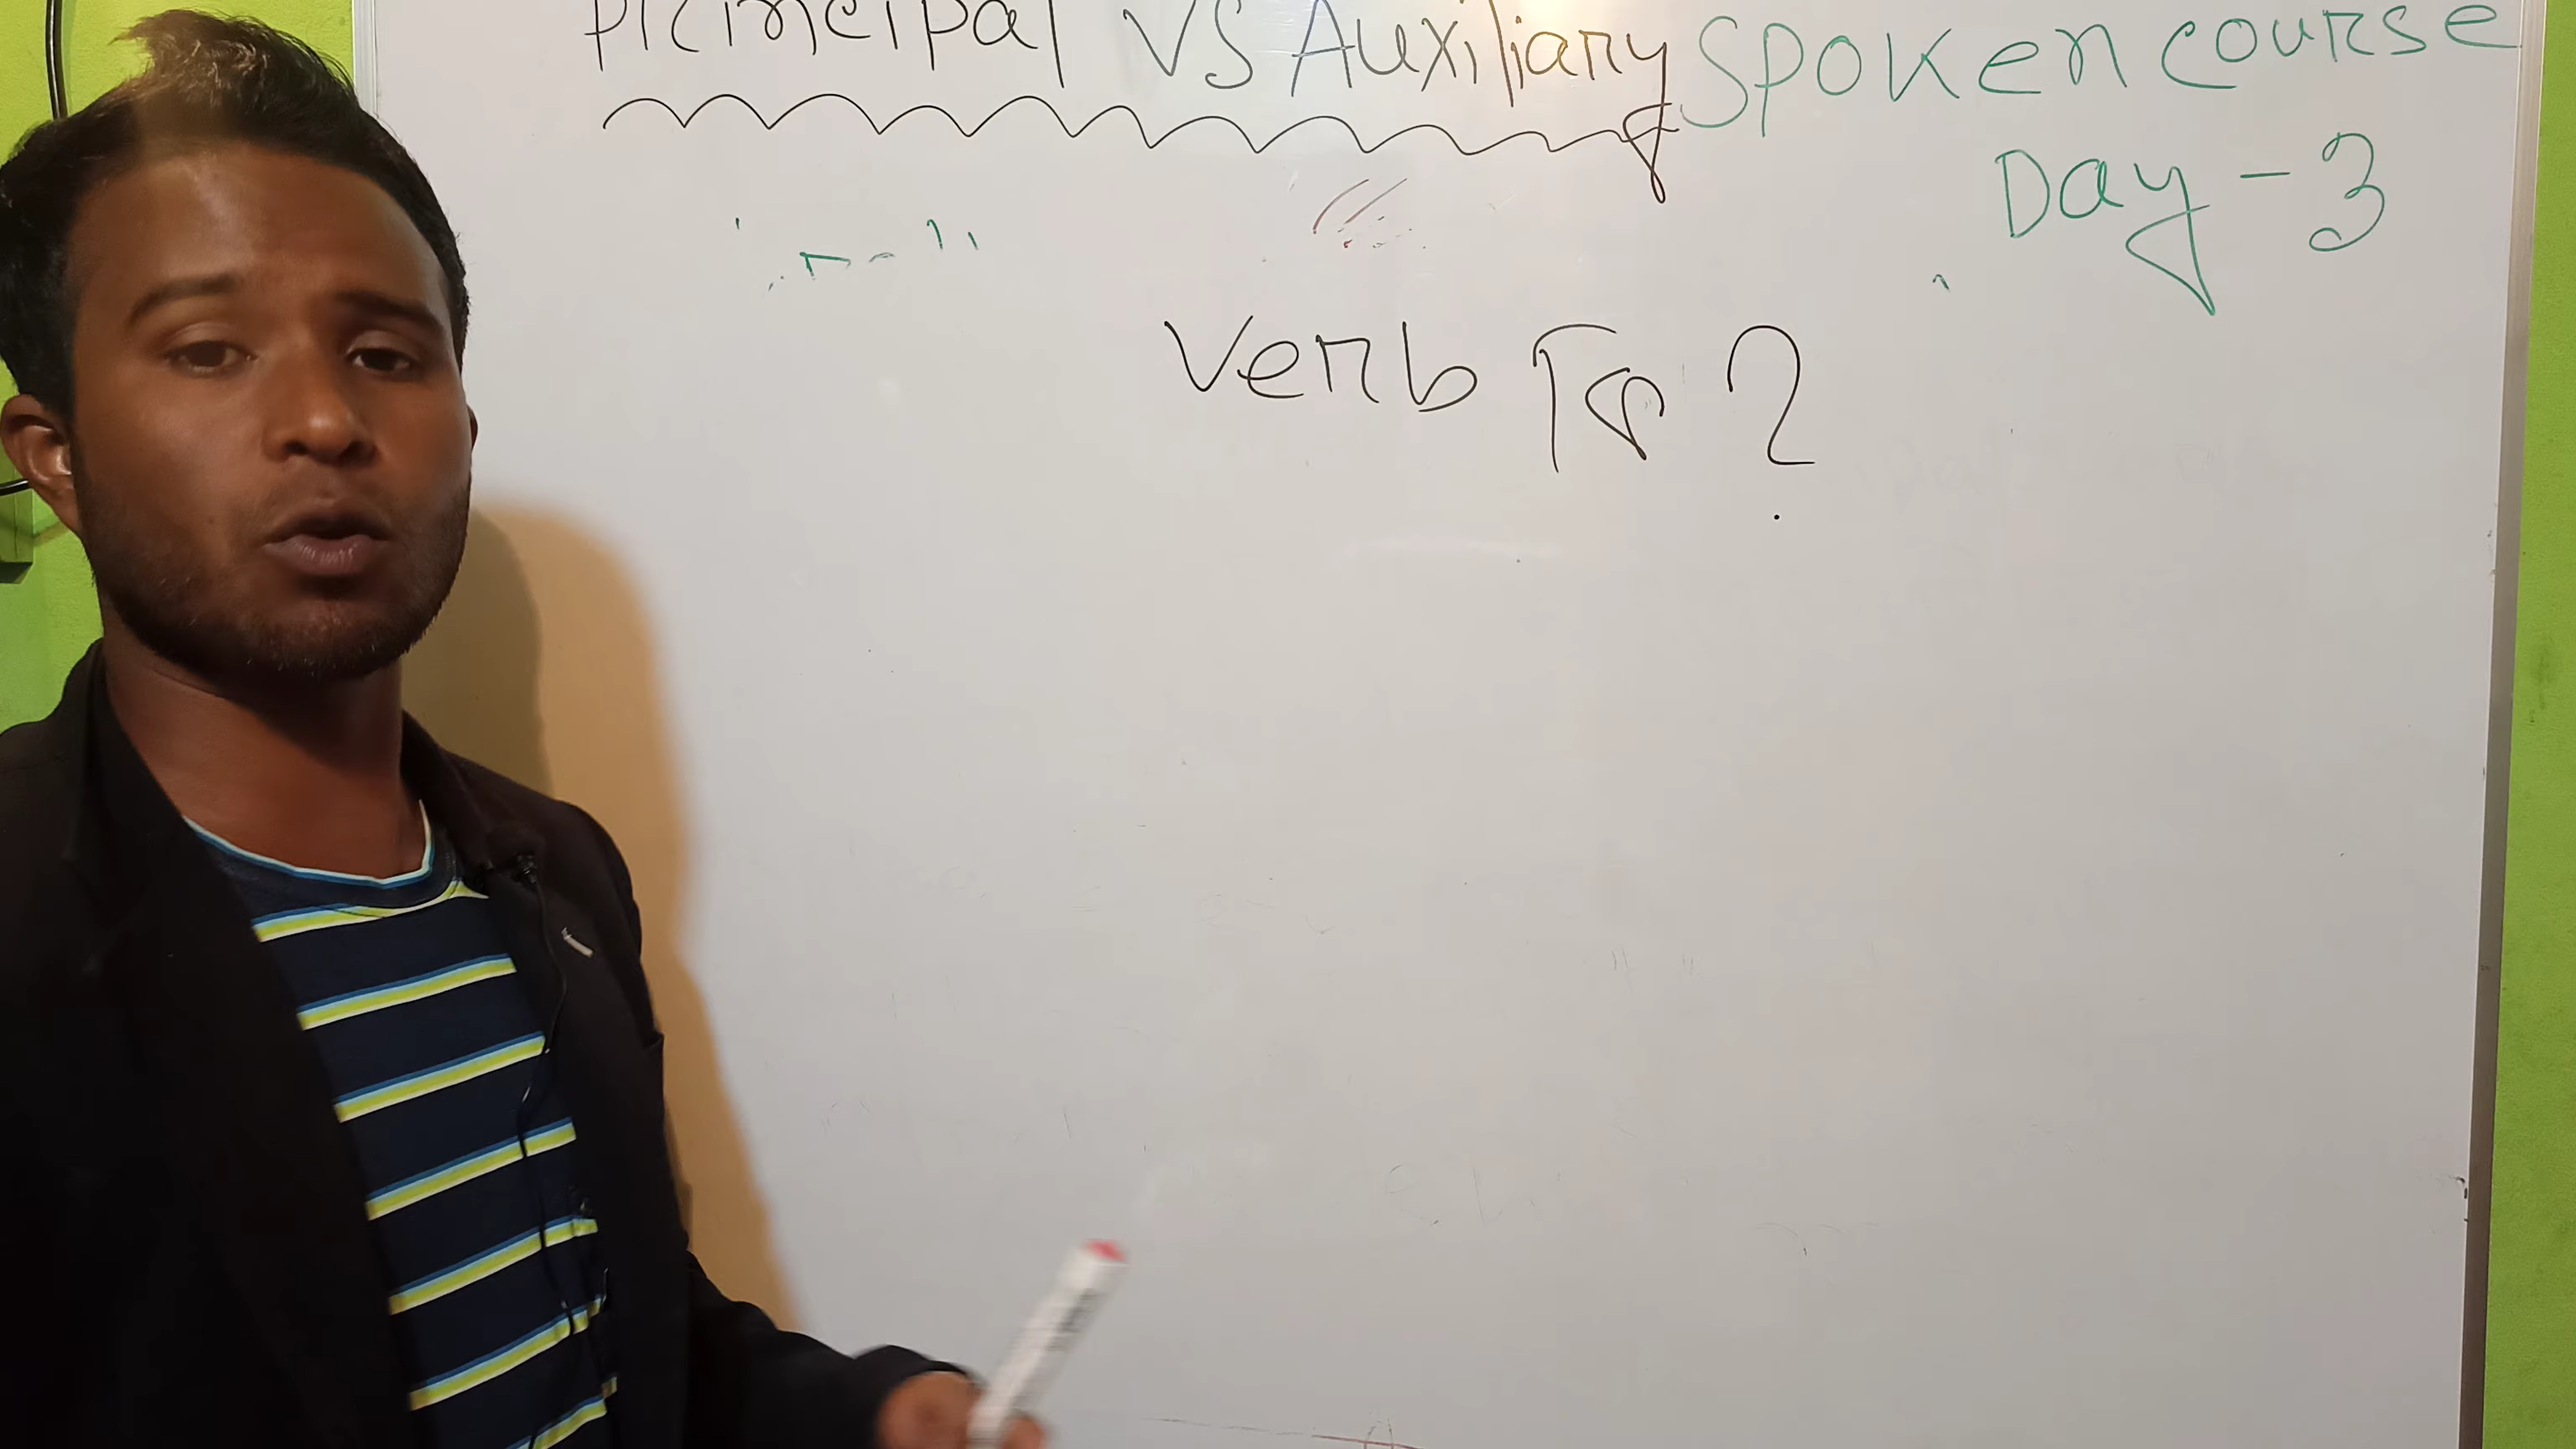 Principal VS Auxiliary
Spoken course
Day - 3
Verb কি ?